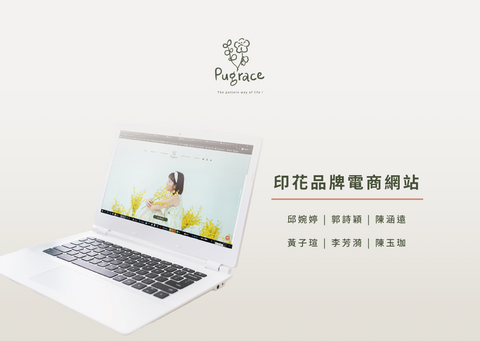 Pugrace
the pattern way of life !
印花品牌電商網站
邱婉婷｜郭詩穎｜陳涵遠
黃子瑄｜李芳漪｜陳玉珈